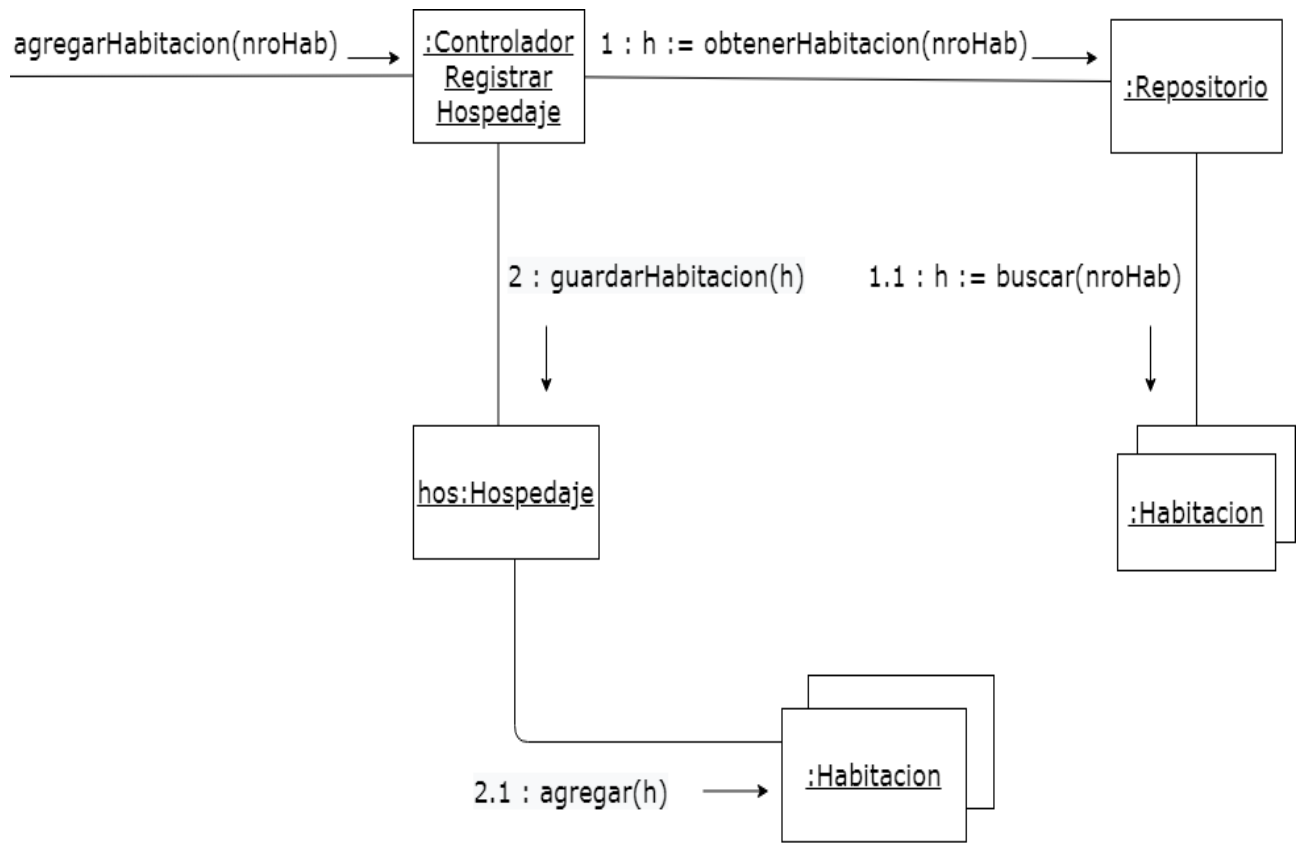 agregarHabitacion(nroHab)
:Controlador
Registrar
Hospedaje
1 : h := obtenerHabitacion(nroHab)
:Repositorio
2 : guardarHabitacion(h)
1.1 : h := buscar(nroHab)
hos:Hospedaje
:Habitacion
:Habitacion
2.1 : agregar(h)